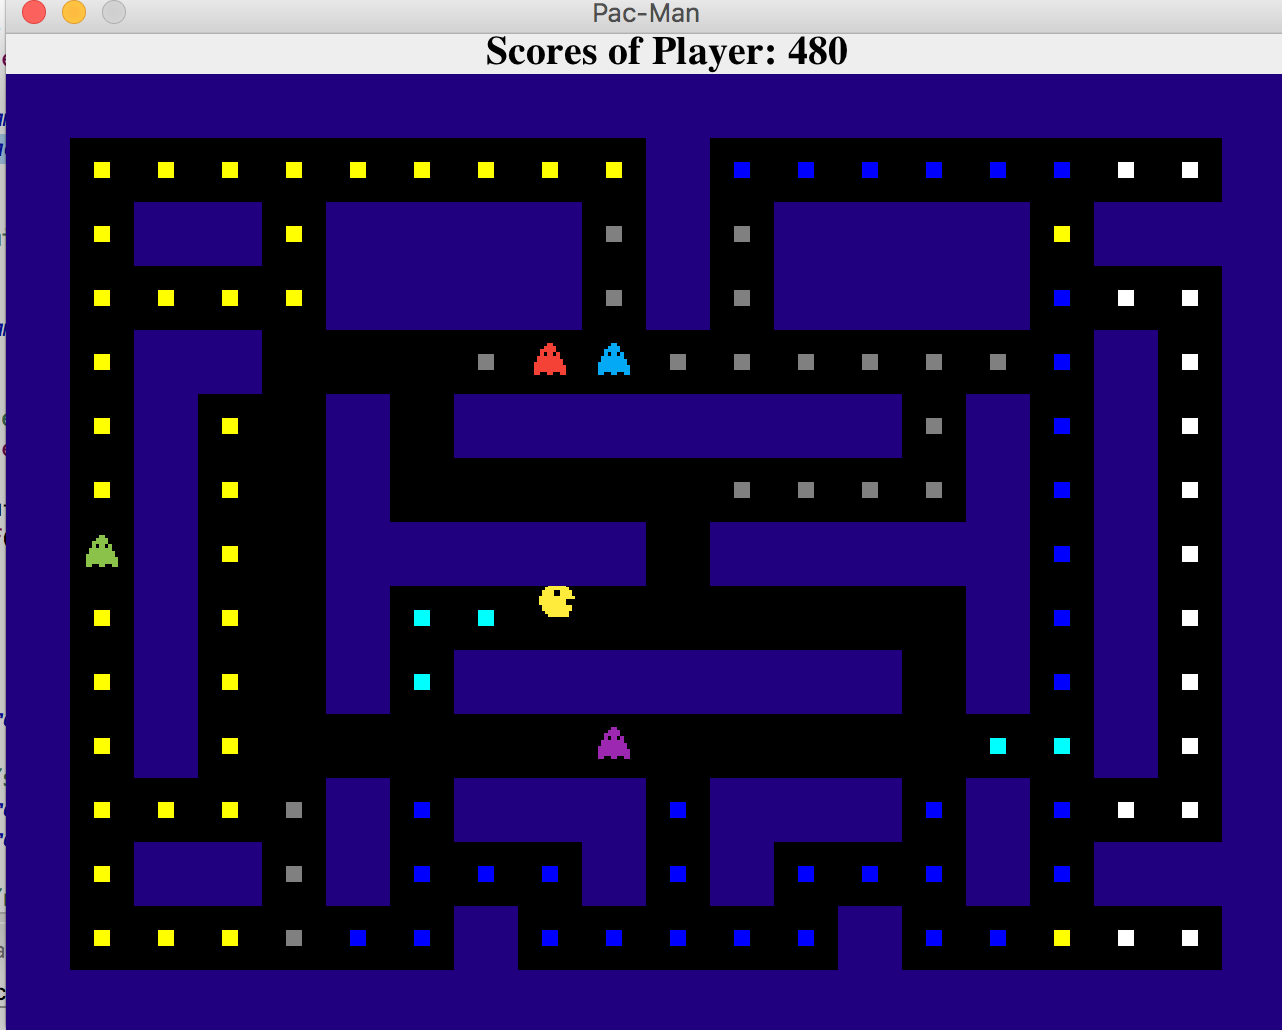 Pac-Man
Scores of Player: 480